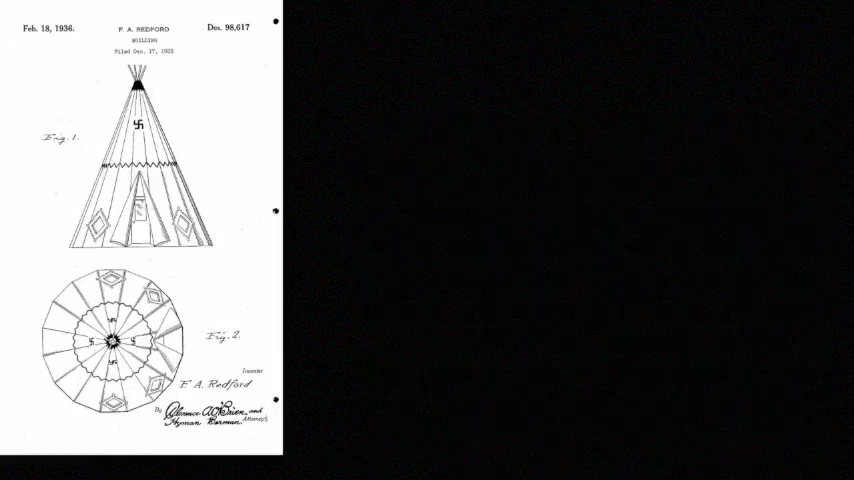 Feb. 18, 1936. F. A. REDFORD Des. 98,617
BUILDING
Filed Dec. 17, 1935
Fig. 1.
Fig. 2.
Inventor
F. A. Redford
By Clarence A. O'Brien and
Hyman Berman
Attorneys